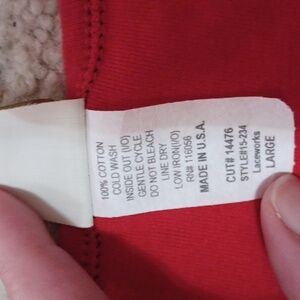 100% COTTON
COLD WASH
INSIDE OUT (I/O)
GENTLE CYCLE
DO NOT BLEACH
LINE DRY
LOW IRON(I/O)
RN# 116056
MADE IN U.S.A.
CUT# 14476
STYLE#15-234
Laceworks
LARGE